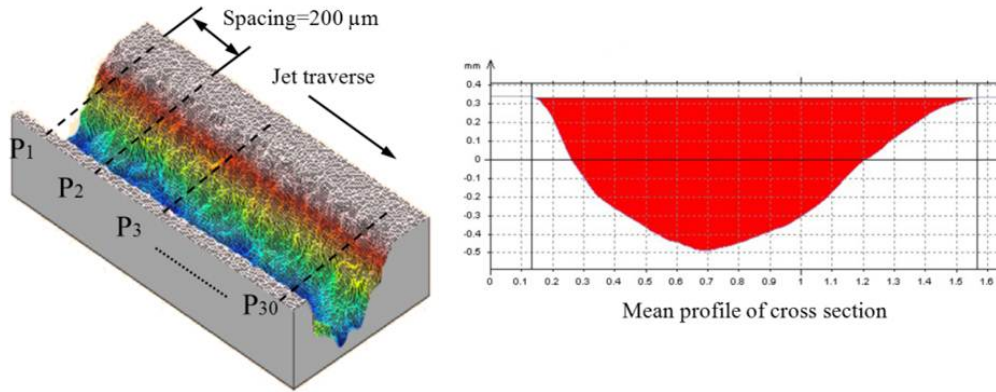 Spacing=200 µm
Jet traverse
P1
P2
P3
..........
P30
mm
0.4
0.3
0.2
0.1
0
-0.1
-0.2
-0.3
-0.4
-0.5
0 0.1 0.2 0.3 0.4 0.5 0.6 0.7 0.8 0.9 1 1.1 1.2 1.3 1.4 1.5 1.6
Mean profile of cross section